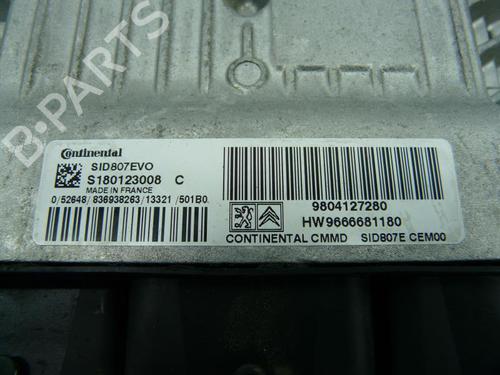 B-PARTS
Continental
SID807EVO
S180123008 C
MADE IN FRANCE
0/52648/836938263/13321/501B0
9804127280
HW9666681180
CONTINENTAL CMMD SID807E CEM00